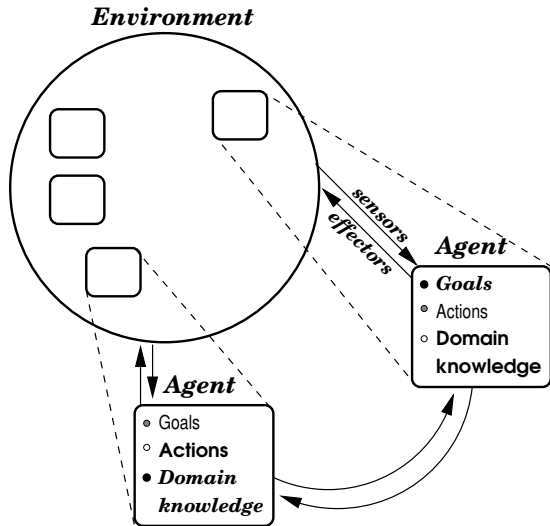 Environment
sensors
effectors
Agent
Goals
Actions
Domain
knowledge
Agent
Goals
Actions
Domain
knowledge